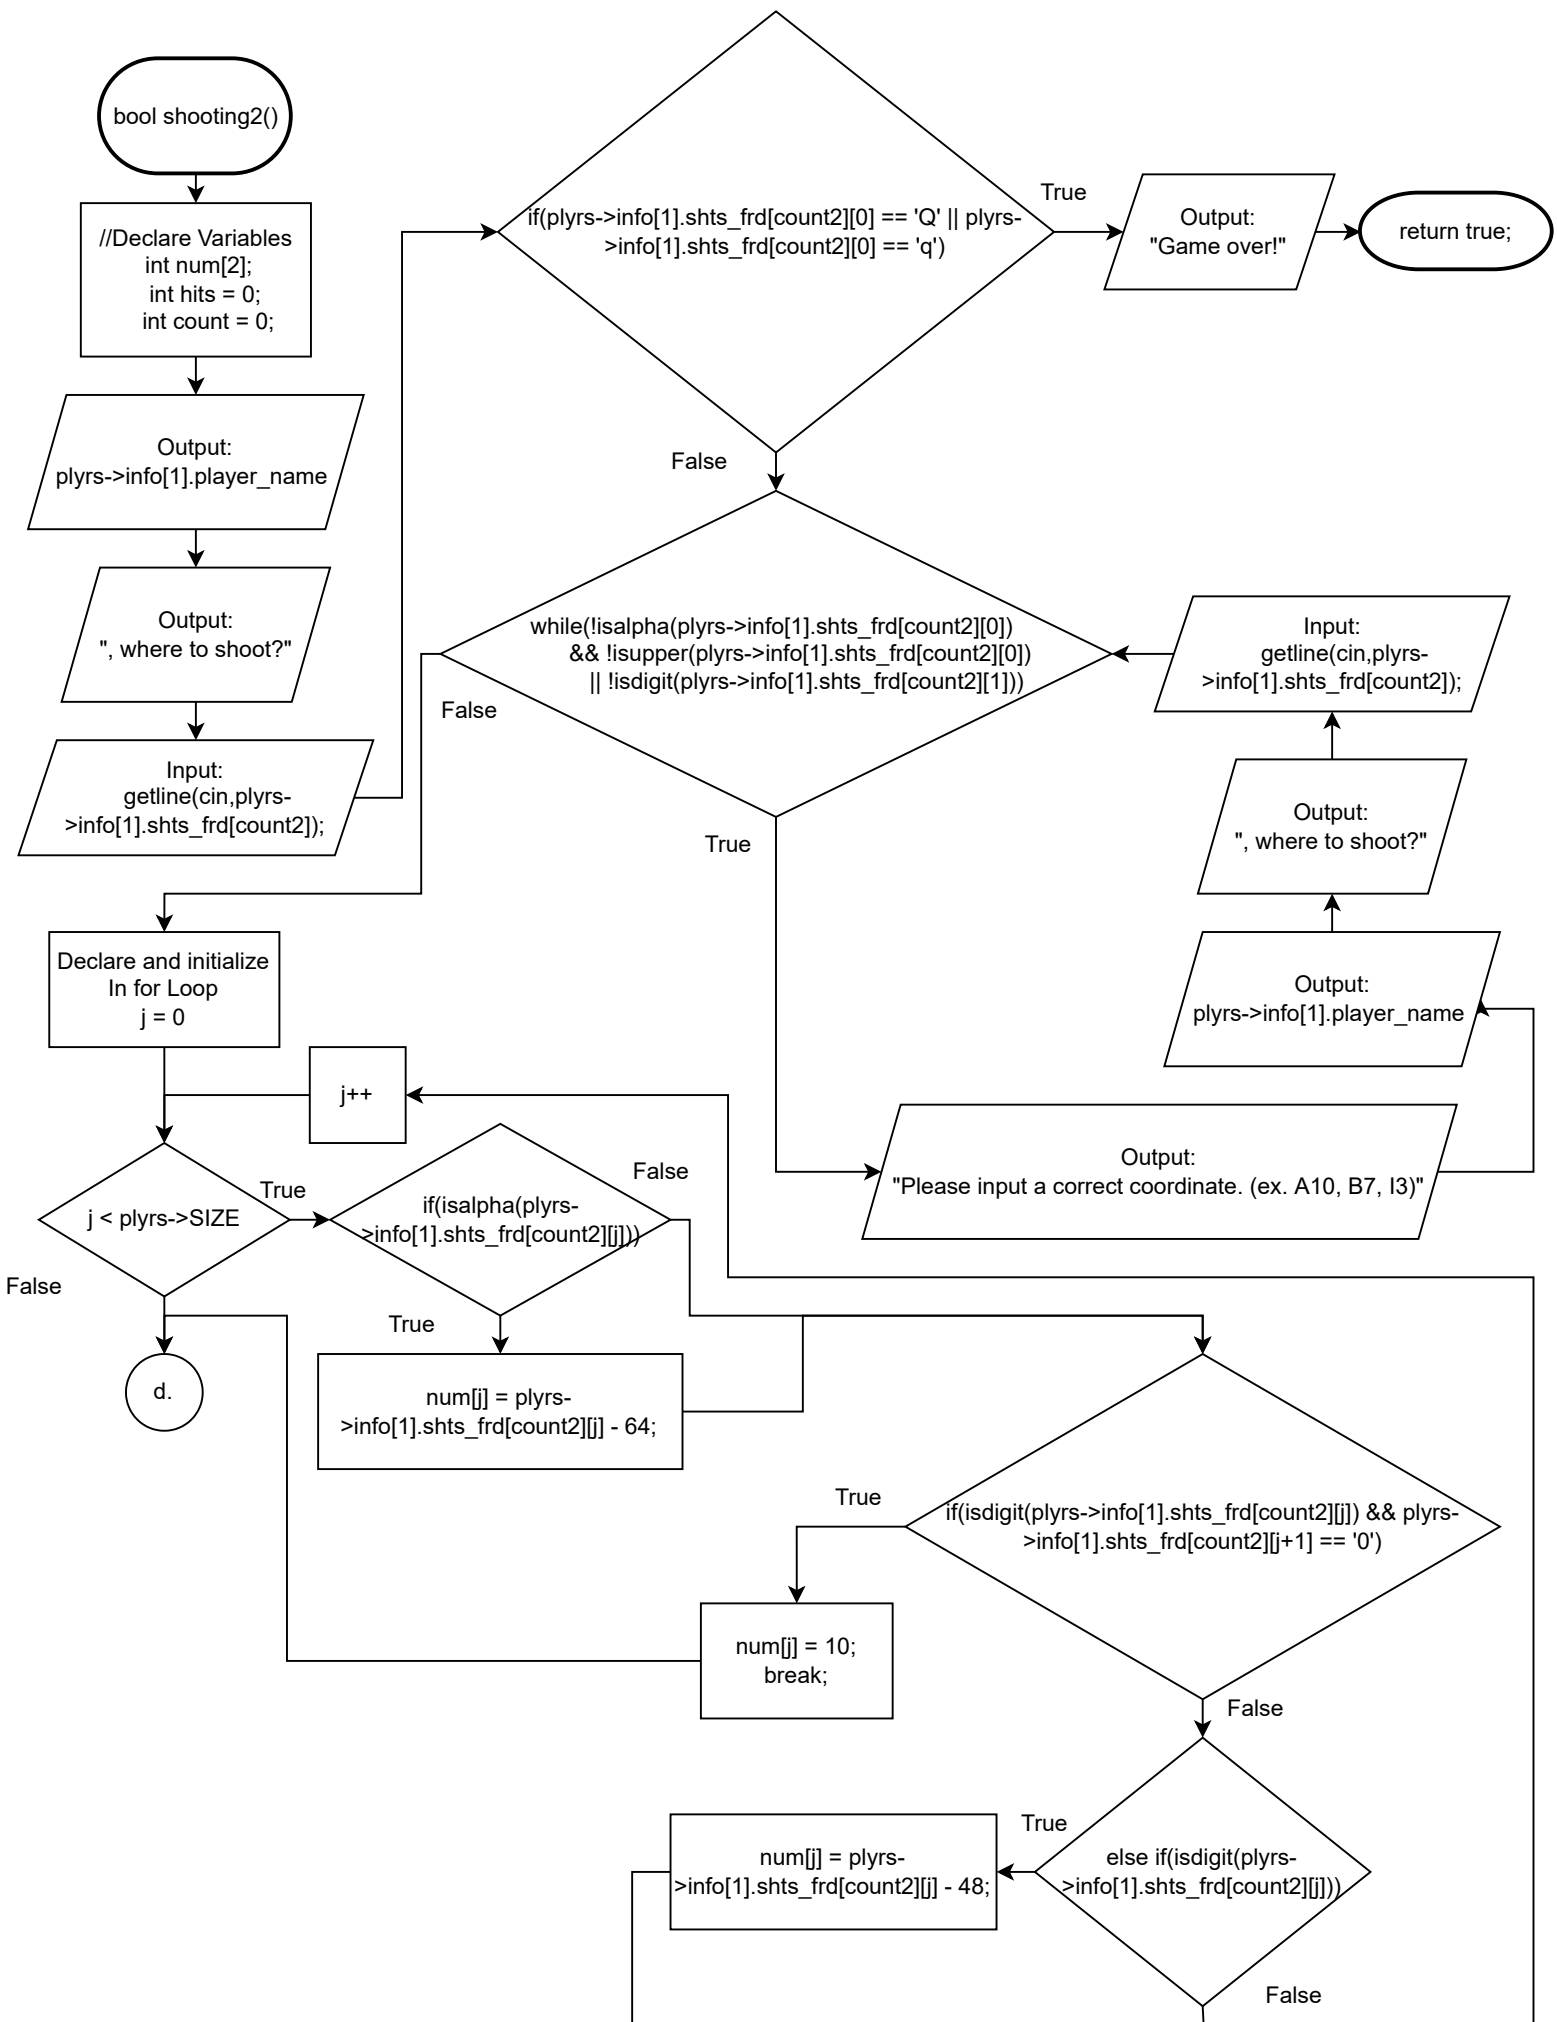 bool shooting2()
//Declare Variables
int num[2];
int hits = 0;
int count = 0;
Output:
plyrs->info[1].player_name
Output:
", where to shoot?"
Input:
getline(cin,plyrs-
>info[1].shts_frd[count2]);
if(plyrs->info[1].shts_frd[count2][0] == 'Q' || plyrs-
>info[1].shts_frd[count2][0] == 'q')
True
Output:
"Game over!"
return true;
False
while(!isalpha(plyrs->info[1].shts_frd[count2][0])
&& !isupper(plyrs->info[1].shts_frd[count2][0])
|| !isdigit(plyrs->info[1].shts_frd[count2][1]))
False
True
Input:
getline(cin,plyrs-
>info[1].shts_frd[count2]);
Output:
", where to shoot?"
Output:
plyrs->info[1].player_name
Output:
"Please input a correct coordinate. (ex. A10, B7, I3)"
Declare and initialize
In for Loop
j = 0
j++
j < plyrs->SIZE
True
False
d.
if(isalpha(plyrs-
>info[1].shts_frd[count2][j]))
False
True
num[j] = plyrs-
>info[1].shts_frd[count2][j] - 64;
if(isdigit(plyrs->info[1].shts_frd[count2][j]) && plyrs-
>info[1].shts_frd[count2][j+1] == '0')
True
num[j] = 10;
break;
False
else if(isdigit(plyrs-
>info[1].shts_frd[count2][j]))
True
num[j] = plyrs-
>info[1].shts_frd[count2][j] - 48;
False